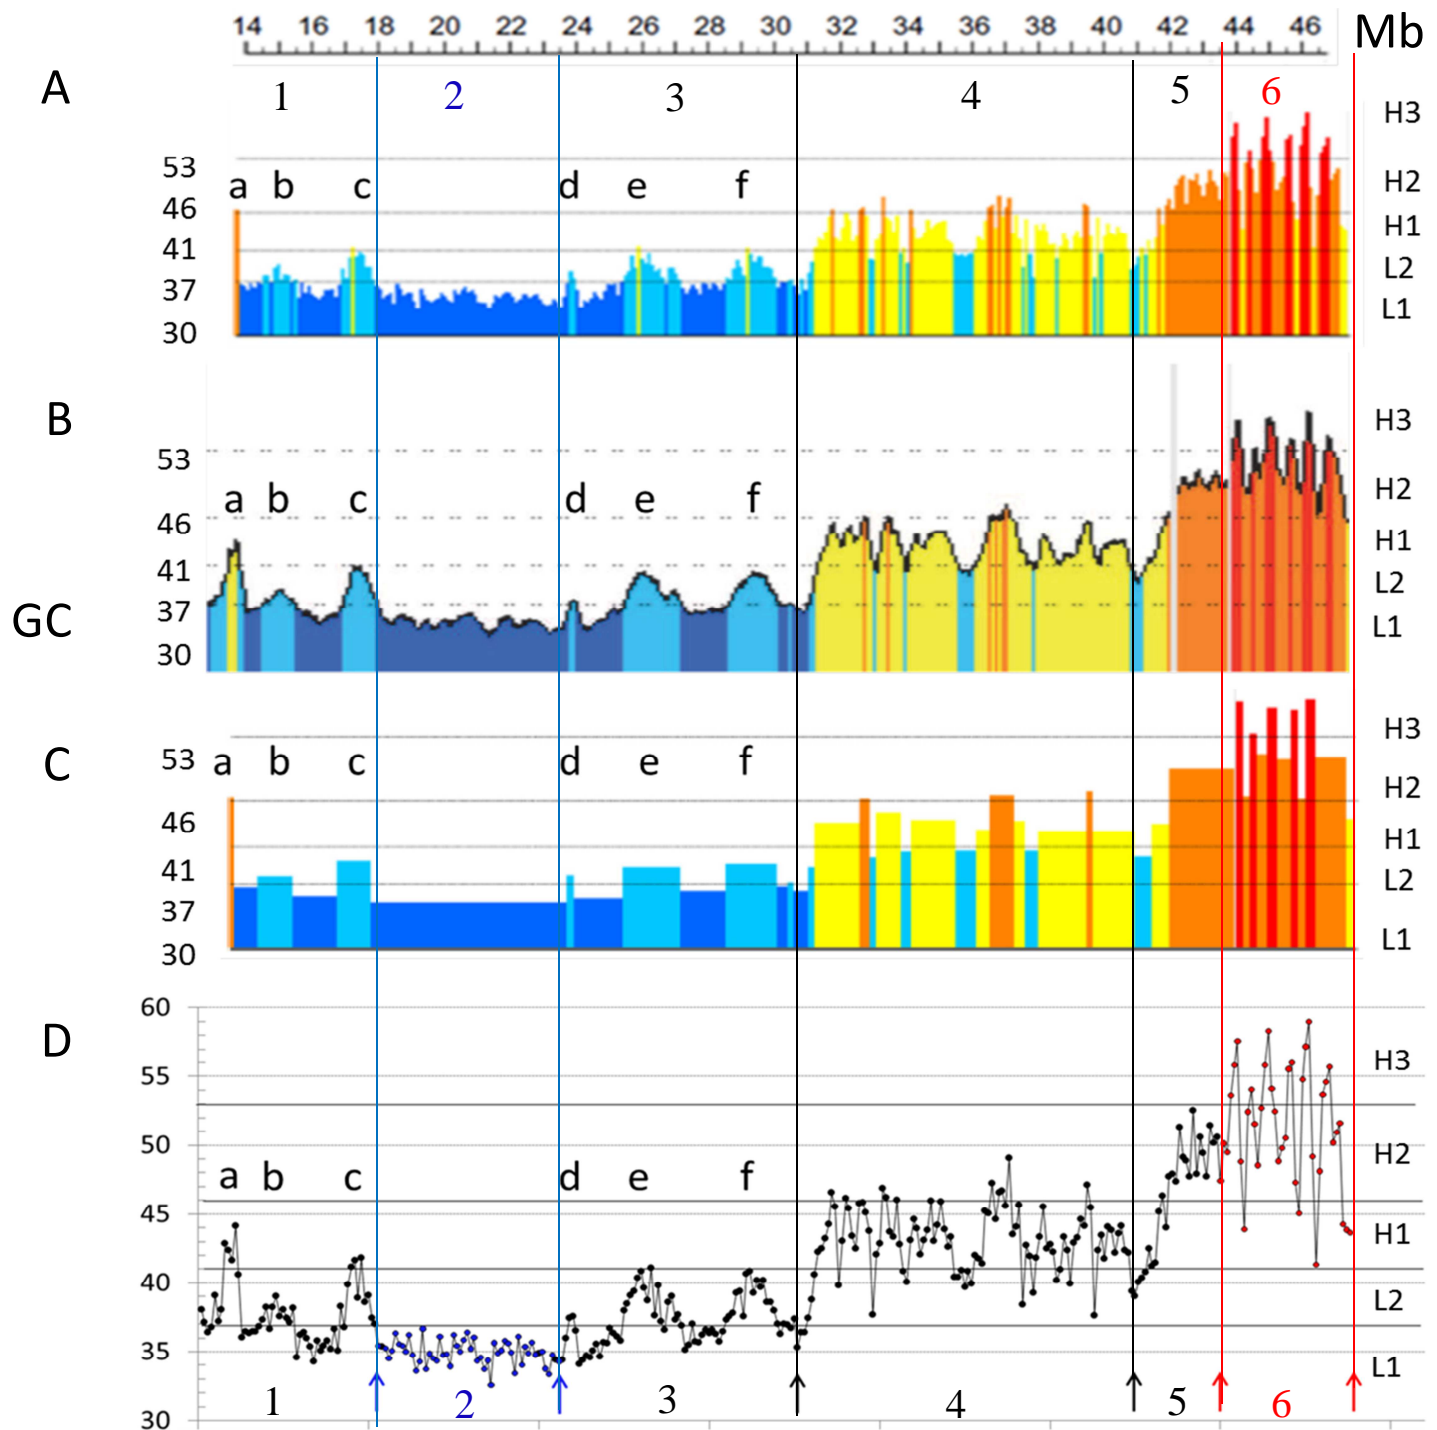 14 16 18 20 22 24 26 28 30 32 34 36 38 40 42 44 46 Mb
A 1 2 3 4 5 6
H3
53
a b c d e f H2
46
H1
41
L2
37
L1
30
B H3
53
a b c d e f H2
46
H1
41
L2
37
GC L1
30
H3
C 53 a b c d e f
H2
46
H1
41
L2
37
L1
30
60
D
H3
55
50
H2
a b c d e f
45
H1
40
L2
35
L1
1 2 3 4 5 6
30